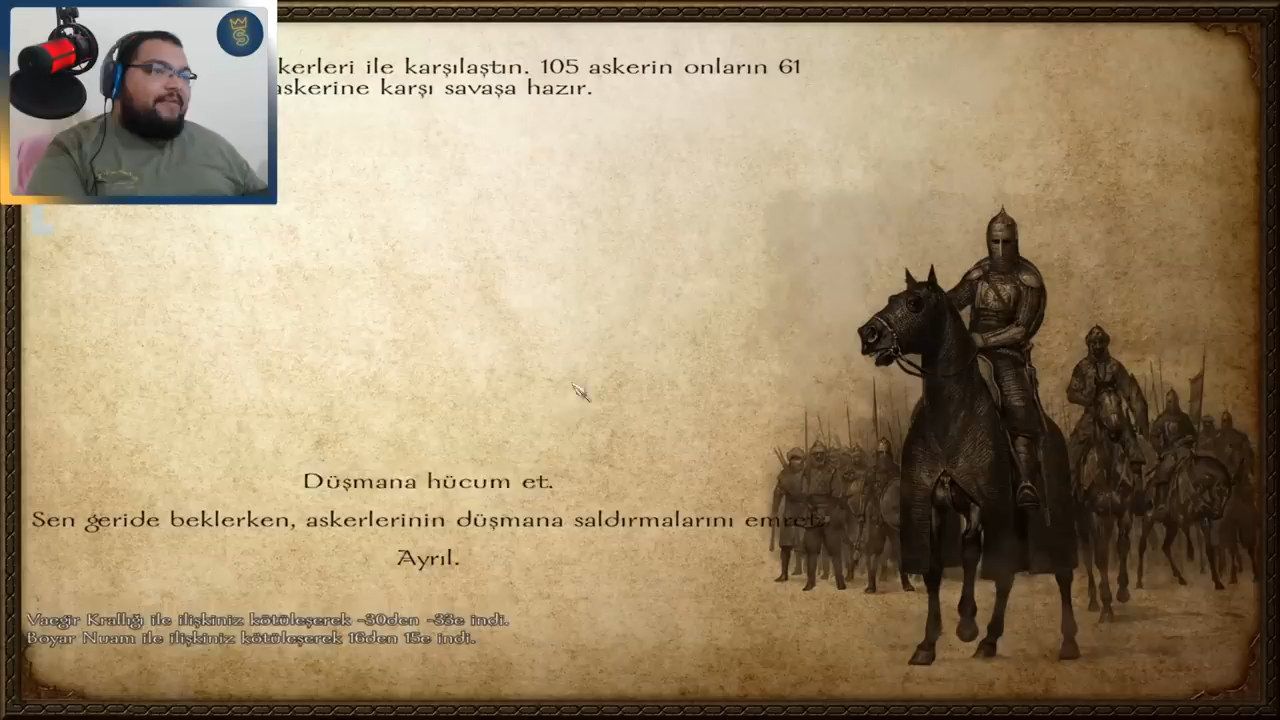 kerleri ile karşılaştın. 105 askerin onların 61
askerine karşı savaşa hazır.
Düşmana hücum et.
Sen geride beklerken, askerlerinin düşmana saldırmalarını emret.
Ayrıl.
Vaegir Krallığı ile ilişkiniz kötüleşerek -30den -33e indi.
Boyar Nuam ile ilişkiniz kötüleşerek 16den 15e indi.